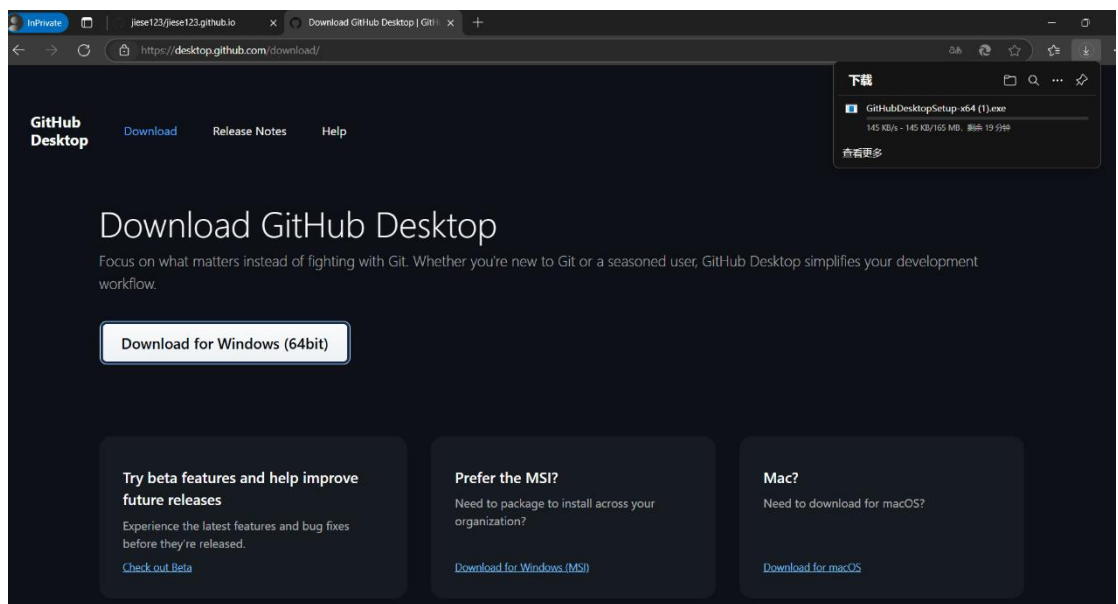 InPrivate
jiese123/jiese123.github.io
Download GitHub Desktop | GitH
https://desktop.github.com/download/
下载
GitHubDesktopSetup-x64 (1).exe
145 KB/s - 145 KB/165 MB, 剩余 19 分钟
查看更多
GitHub
Desktop
Download
Release Notes
Help
Download GitHub Desktop
Focus on what matters instead of fighting with Git. Whether you're new to Git or a seasoned user, GitHub Desktop simplifies your development
workflow.
Download for Windows (64bit)
Try beta features and help improve
future releases
Experience the latest features and bug fixes
before they're released.
Check out Beta
Prefer the MSI?
Need to package to install across your
organization?
Download for Windows (MSI)
Mac?
Need to download for macOS?
Download for macOS